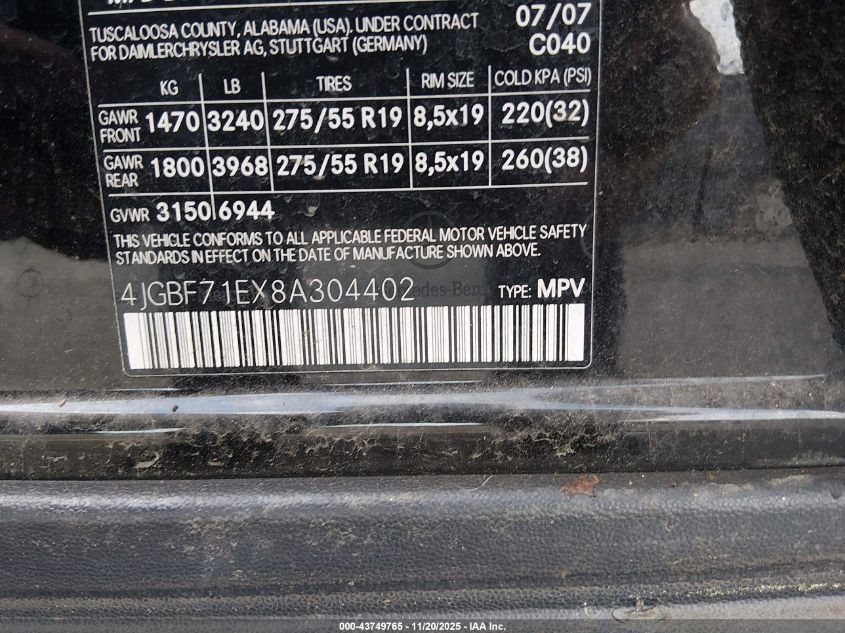 TUSCALOOSA COUNTY, ALABAMA (USA). UNDER CONTRACT
FOR DAIMLERCHRYSLER AG, STUTTGART (GERMANY)
07/07
C040
KG LB TIRES RIM SIZE COLD KPA (PSI)
GAWR FRONT 1470 3240 275/55 R19 8,5x19 220(32)
GAWR REAR 1800 3968 275/55 R19 8,5x19 260(38)
GVWR 3150 6944
THIS VEHICLE CONFORMS TO ALL APPLICABLE FEDERAL MOTOR VEHICLE SAFETY
STANDARDS IN EFFECT ON THE DATE OF MANUFACTURE SHOWN ABOVE.
4JGBF71EX8A304402 TYPE: MPV
000-43749765 - 11/20/2025 - IAA Inc.